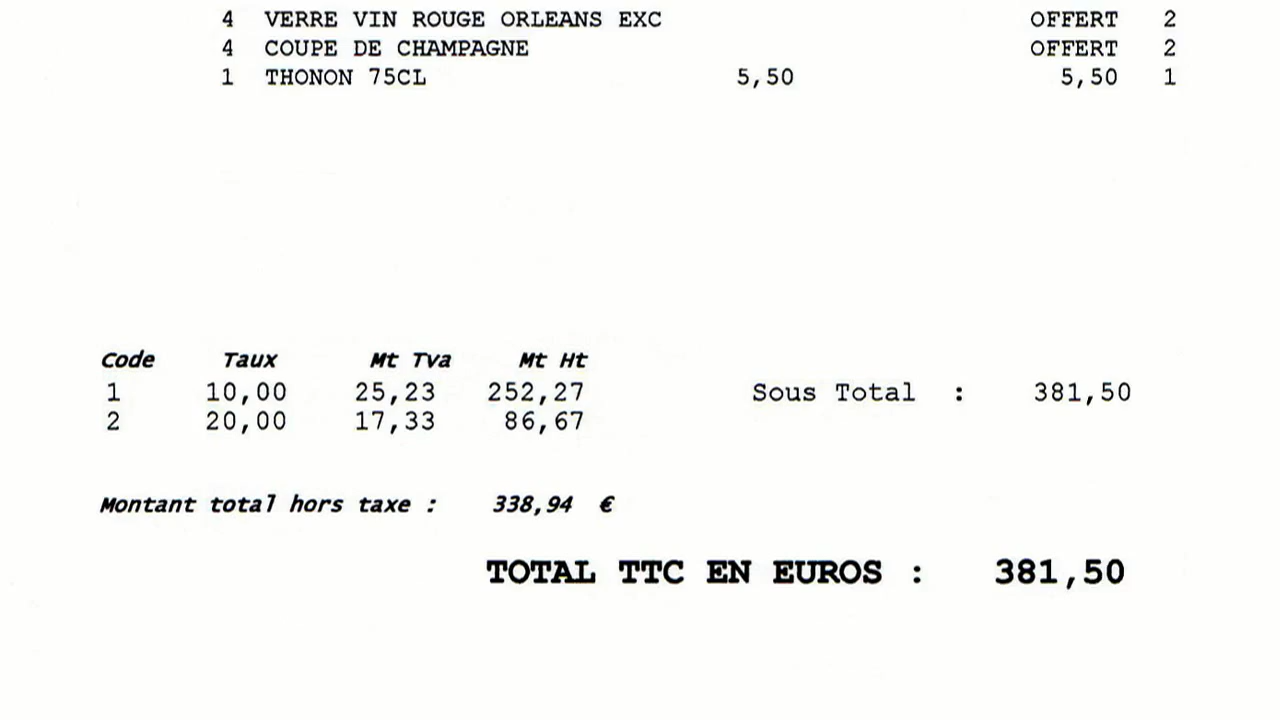 4 VERRE VIN ROUGE ORLEANS EXC OFFERT 2
4 COUPE DE CHAMPAGNE OFFERT 2
1 THONON 75CL 5,50 5,50 1
Code Taux Mt Tva Mt Ht
1 10,00 25,23 252,27 Sous Total : 381,50
2 20,00 17,33 86,67
Montant total hors taxe : 338,94 €
TOTAL TTC EN EUROS : 381,50